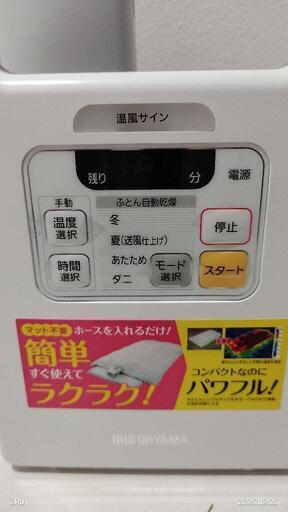 温風サイン
残り 分 電源
手動
ふとん自動乾燥
温度
選択
冬
停止
夏(送風仕上げ)
時間
選択
あたため
ダニ
モード
選択
スタート
マット不要 ホースを入れるだけ!
簡単
すぐ使えて
ラクラク!
コンパクトなのに
パワフル!
IRIS OHYAMA
2025/02/25